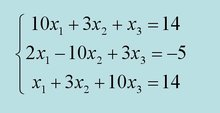 10x₁ + 3x₂ + x₃ = 14
2x₁ − 10x₂ + 3x₃ = −5
x₁ + 3x₂ + 10x₃ = 14